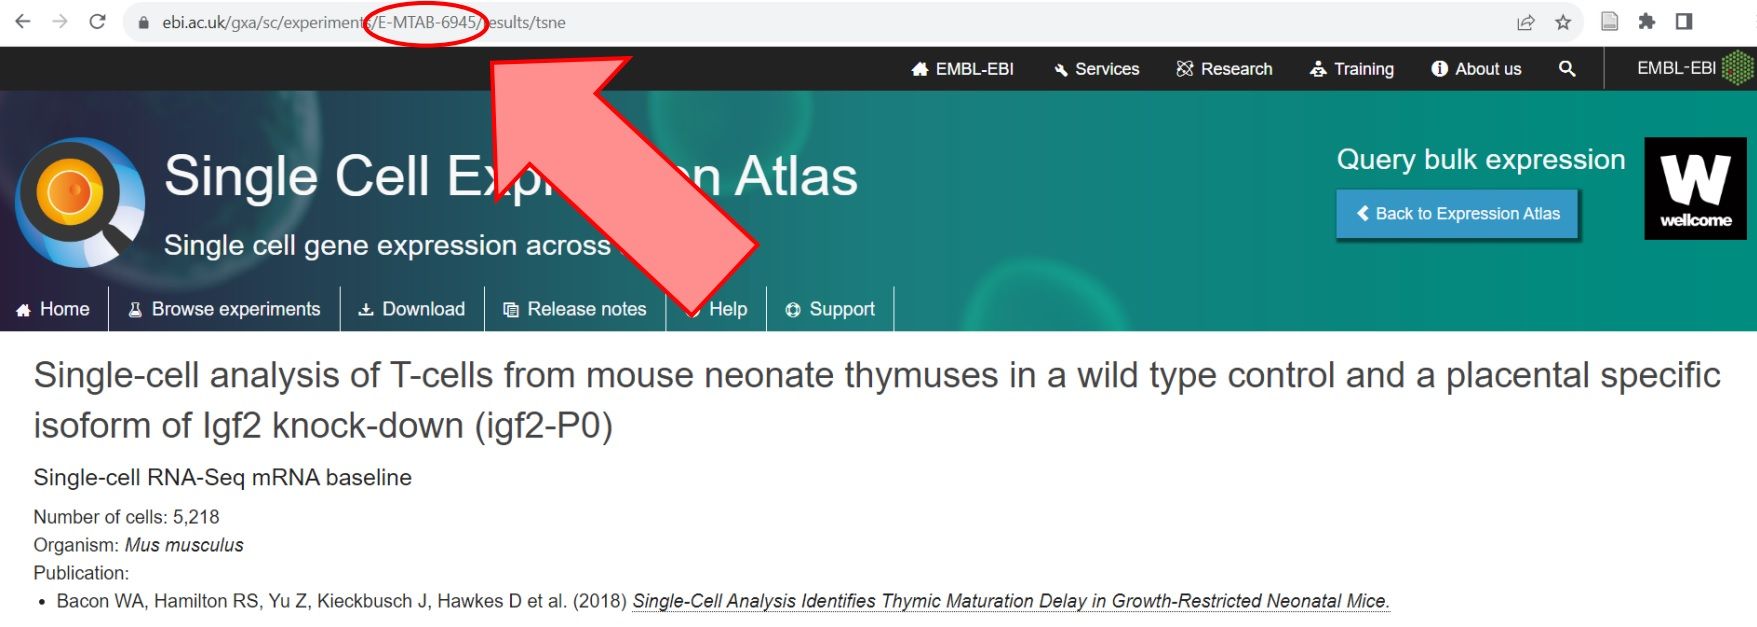 ebi.ac.uk/gxa/sc/experiments/E-MTAB-6945/results/tsne
EMBL-EBI Services Research Training About us EMBL-EBI
Single Cell Expression Atlas
Single cell gene expression across
Query bulk expression
Back to Expression Atlas
W
wellcome
Home Browse experiments Download Release notes Help Support
Single-cell analysis of T-cells from mouse neonate thymuses in a wild type control and a placental specific
isoform of Igf2 knock-down (igf2-P0)
Single-cell RNA-Seq mRNA baseline
Number of cells: 5,218
Organism: Mus musculus
Publication:
• Bacon WA, Hamilton RS, Yu Z, Kieckbusch J, Hawkes D et al. (2018) Single-Cell Analysis Identifies Thymic Maturation Delay in Growth-Restricted Neonatal Mice.